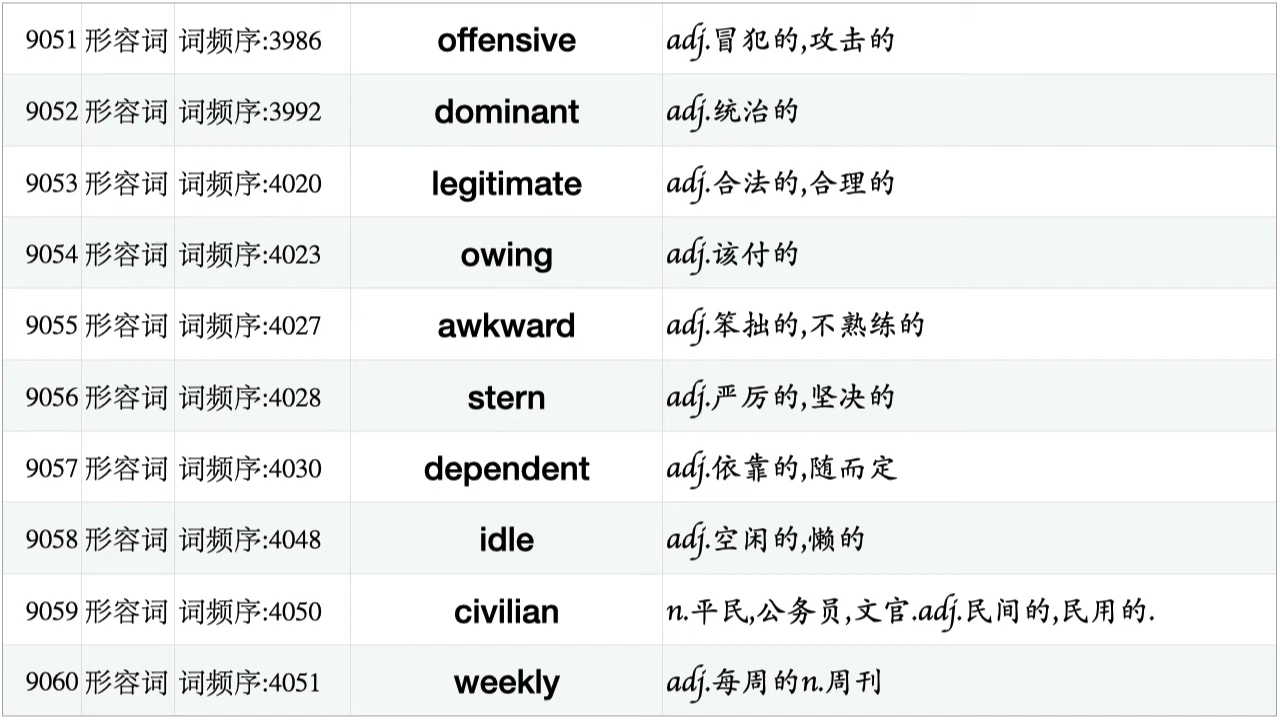 9051 形容词 词频序:3986 offensive adj.冒犯的,攻击的
9052 形容词 词频序:3992 dominant adj.统治的
9053 形容词 词频序:4020 legitimate adj.合法的,合理的
9054 形容词 词频序:4023 owing adj.该付的
9055 形容词 词频序:4027 awkward adj.笨拙的,不熟练的
9056 形容词 词频序:4028 stern adj.严厉的,坚决的
9057 形容词 词频序:4030 dependent adj.依靠的,随而定
9058 形容词 词频序:4048 idle adj.空闲的,懒的
9059 形容词 词频序:4050 civilian n.平民,公务员,文官.adj.民间的,民用的.
9060 形容词 词频序:4051 weekly adj.每周的n.周刊